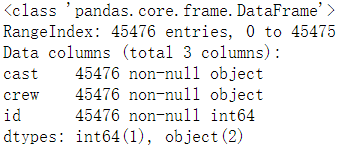 <class 'pandas.core.frame.DataFrame'>
RangeIndex: 45476 entries, 0 to 45475
Data columns (total 3 columns):
cast    45476 non-null object
crew    45476 non-null object
id      45476 non-null int64
dtypes: int64(1), object(2)